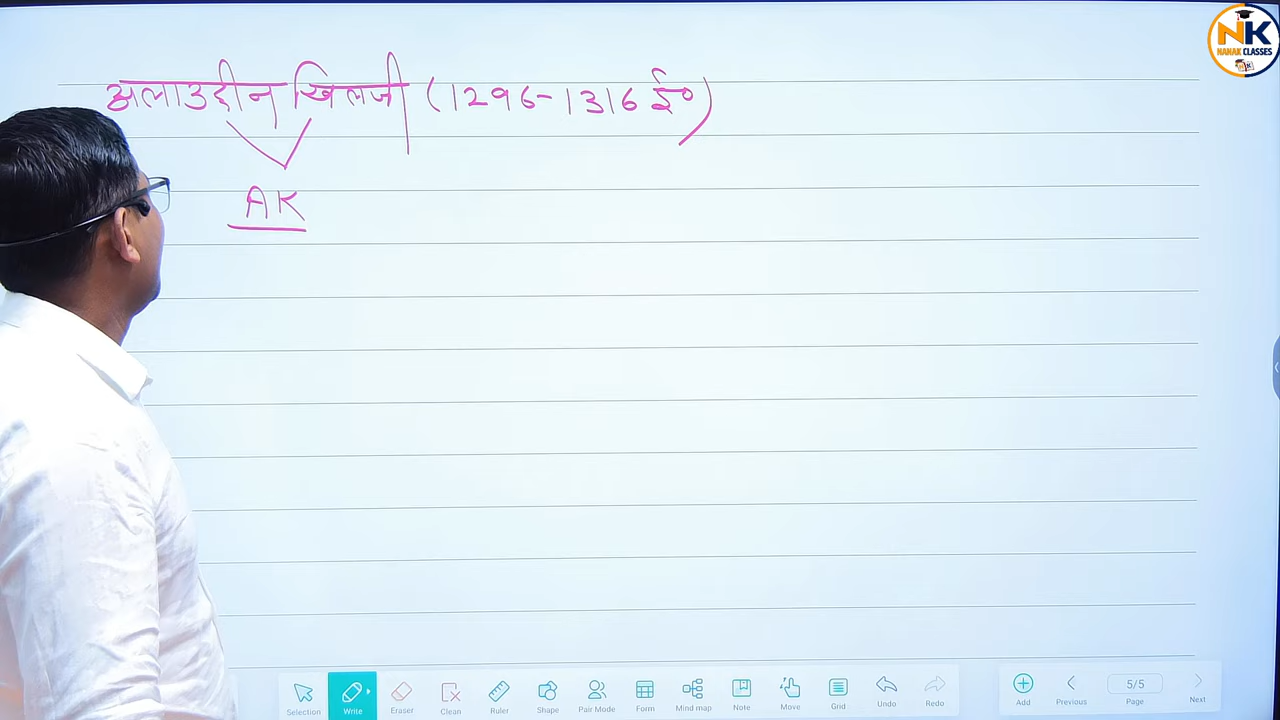 NK
NANAK CLASSES
अलाउद्दीन खिलजी (1296-1316 ई०)
AK
Selection
Write
Eraser
Clean
Ruler
Shape
Pair Mode
Form
Mind map
Note
Move
Grid
Undo
Redo
Add
Previous
5/5
Page
Next